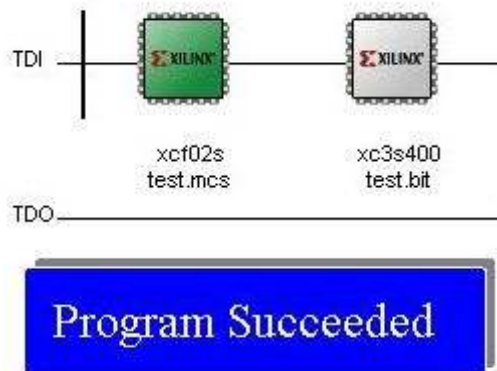 TDI
XILINX
XILINX
xcf02s
test.mcs
xc3s400
test.bit
TDO
Program Succeeded